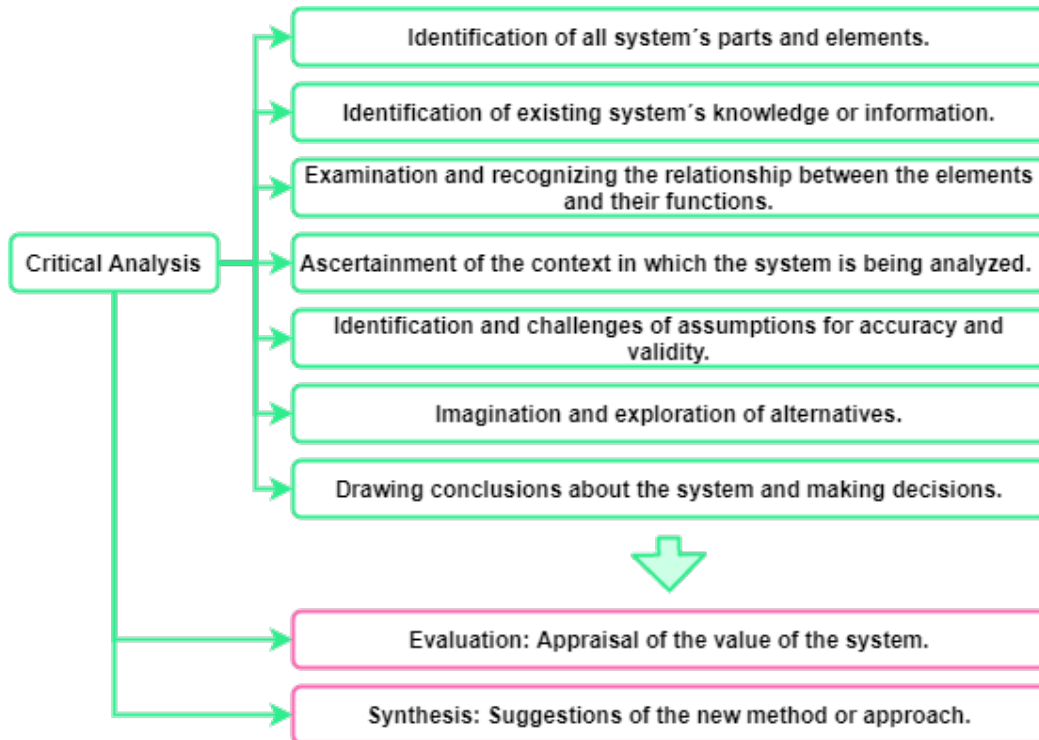 Identification of all system´s parts and elements.
Identification of existing system´s knowledge or information.
Examination and recognizing the relationship between the elements
and their functions.
Critical Analysis
Ascertainment of the context in which the system is being analyzed.
Identification and challenges of assumptions for accuracy and
validity.
Imagination and exploration of alternatives.
Drawing conclusions about the system and making decisions.
Evaluation: Appraisal of the value of the system.
Synthesis: Suggestions of the new method or approach.